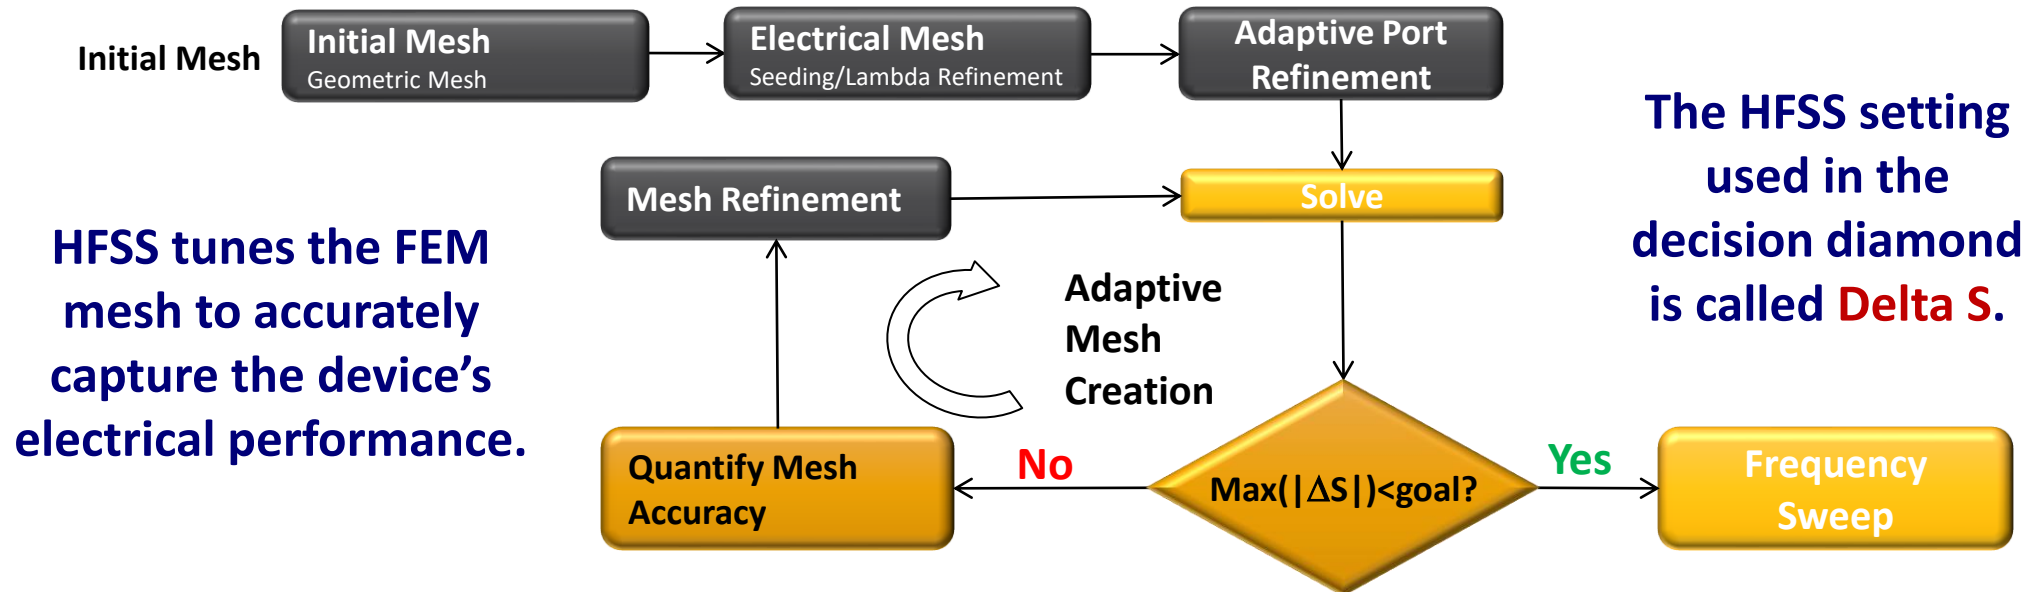 Initial Mesh
Initial Mesh
Geometric Mesh
Electrical Mesh
Seeding/Lambda Refinement
Adaptive Port
Refinement
The HFSS setting
used in the
decision diamond
is called Delta S.
Mesh Refinement
Solve
HFSS tunes the FEM
mesh to accurately
capture the device’s
electrical performance.
Adaptive
Mesh
Creation
Quantify Mesh
Accuracy
No
Max(|ΔS|)<goal?
Yes
Frequency
Sweep